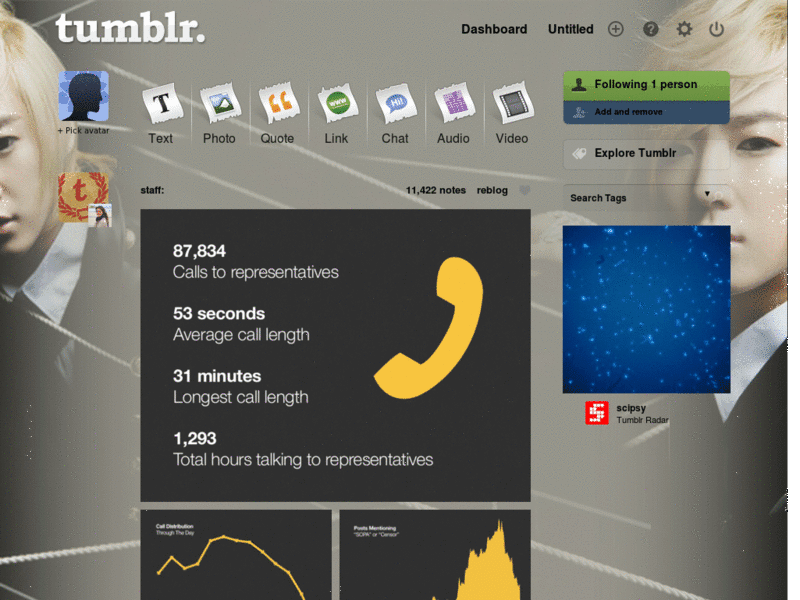 tumblr.
Dashboard
Untitled
+ Pick avatar
T
www
Hi!
Text
Photo
Quote
Link
Chat
Audio
Video
Following 1 person
Add and remove
Explore Tumblr
Search Tags
t
staff:
11,422 notes
reblog
87,834
Calls to representatives
53 seconds
Average call length
31 minutes
Longest call length
1,293
Total hours talking to representatives
scipsy
Tumblr Radar
Call Distribution
Through The Day
Posts Mentioning
"SOPA" or "Censor"